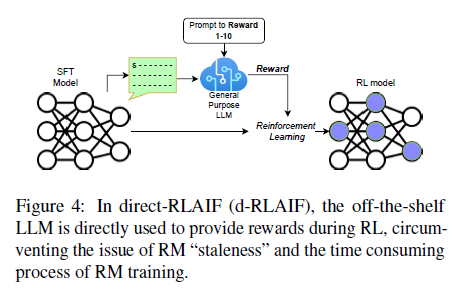 Prompt to Reward
1-10
SFT
Model
s
Reward
General
Purpose
LLM
RL model
Reinforcement
Learning
Figure 4: In direct-RLAIF (d-RLAIF), the off-the-shelf
LLM is directly used to provide rewards during RL, circum-
venting the issue of RM “staleness” and the time consuming
process of RM training.